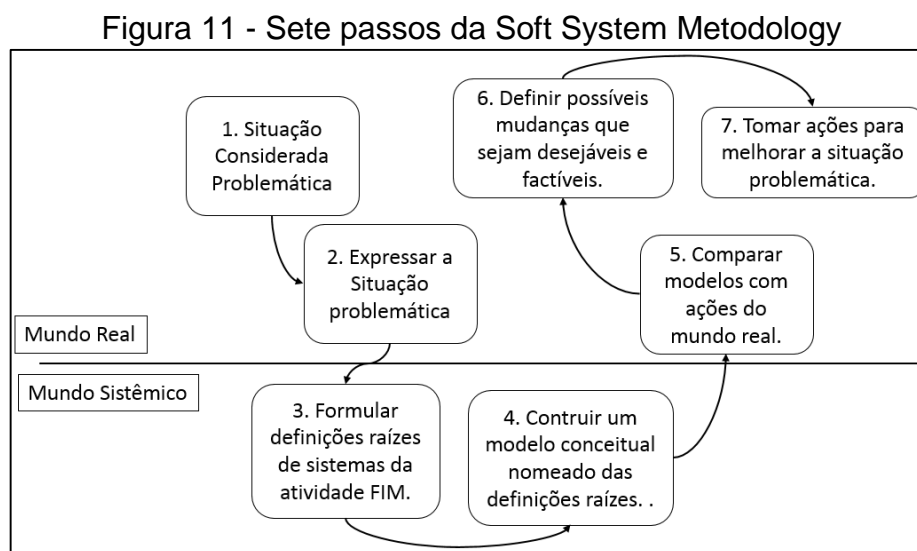 Figura 11 - Sete passos da Soft System Metodology
1. Situação
Considerada
Problemática
2. Expressar a
Situação
problemática
Mundo Real
Mundo Sistêmico
3. Formular
definições raízes
de sistemas da
atividade FIM.
4. Contruir um
modelo conceitual
nomeado das
definições raízes. .
5. Comparar
modelos com
ações do
mundo real.
6. Definir possíveis
mudanças que
sejam desejáveis e
factíveis.
7. Tomar ações para
melhorar a situação
problemática.